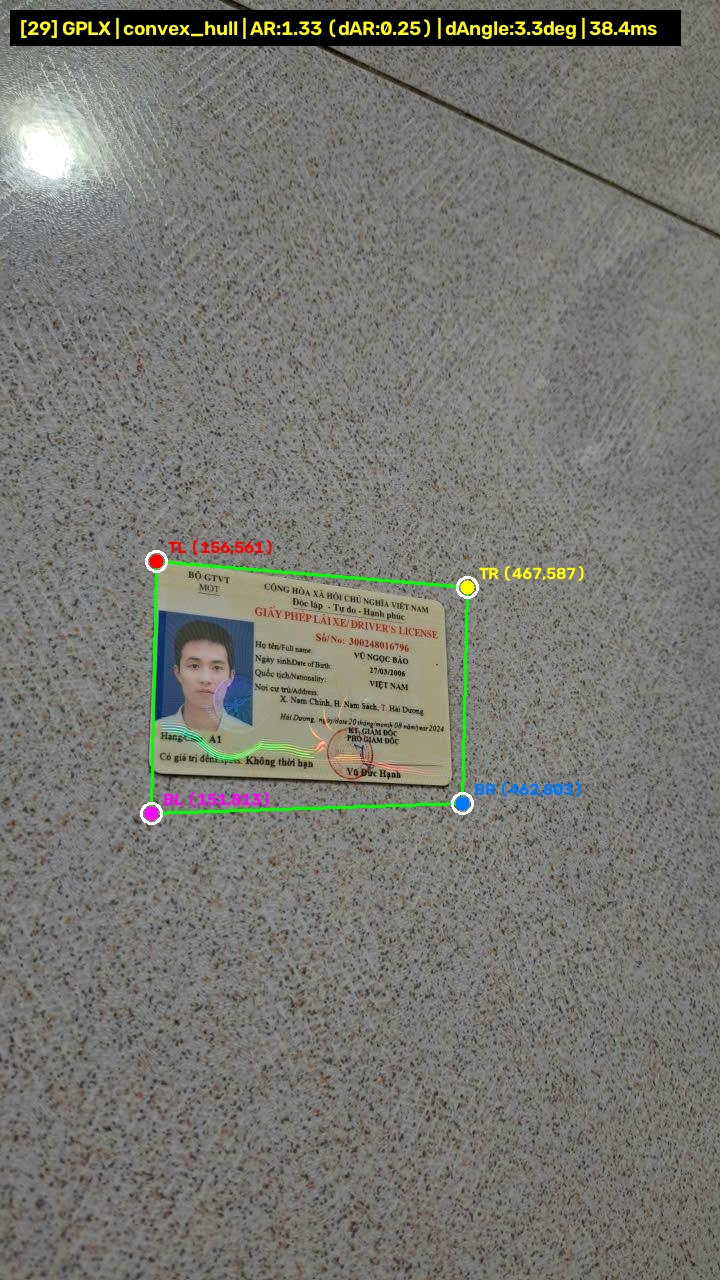 [29] GPLX | convex_hull | AR:1.33 (dAR:0.25) | dAngle:3.3deg | 38.4ms
TL (156,561)
TR (467,587)
BỘ GTVT
MOT
CỘNG HÒA XÃ HỘI CHỦ NGHĨA VIỆT NAM
Độc lập - Tự do - Hạnh phúc
GIẤY PHÉP LÁI XE/DRIVER'S LICENSE
Số/No: 300248016796
Họ tên/Full name: VŨ NGỌC BẢO
Ngày sinh/Date of Birth: 27/03/2006
Quốc tịch/Nationality: VIỆT NAM
Nơi cư trú/Address:
X. Nam Chính, H. Nam Sách, T. Hải Dương
Hải Dương, ngày/date 20 tháng/month 08 năm/year 2024
KT. GIÁM ĐỐC
PHÓ GIÁM ĐỐC
A1
Có giá trị Không thời hạn
Vũ Đức Hạnh
BL (151,813)
BR (462,803)